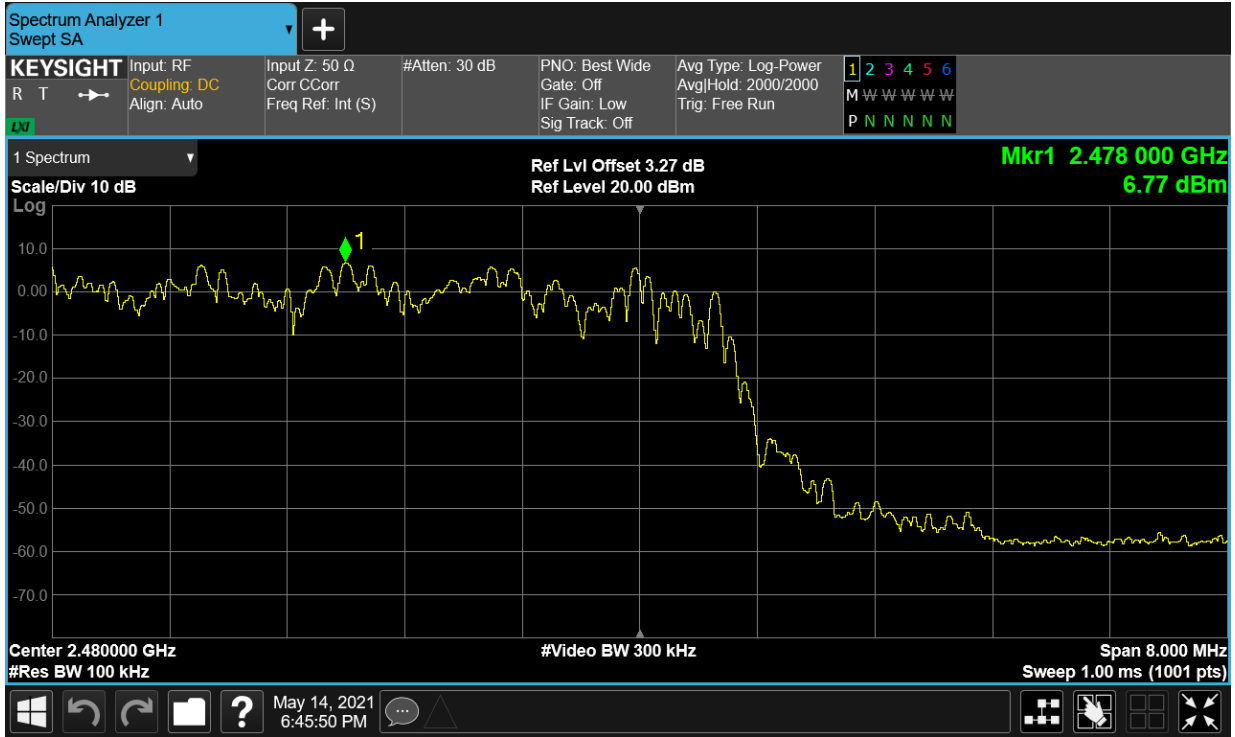 Spectrum Analyzer 1
Swept SA
+
KEYSIGHT
R T
LXI
Input: RF
Coupling: DC
Align: Auto
Input Z: 50 Ω
Corr CCorr
Freq Ref: Int (S)
#Atten: 30 dB
PNO: Best Wide
Gate: Off
IF Gain: Low
Sig Track: Off
Avg Type: Log-Power
Avg|Hold: 2000/2000
Trig: Free Run
1 2 3 4 5 6
M W W W W W
P N N N N N
1 Spectrum
Scale/Div 10 dB
Log
Ref Lvl Offset 3.27 dB
Ref Level 20.00 dBm
Mkr1 2.478 000 GHz
6.77 dBm
1
10.0
0.00
-10.0
-20.0
-30.0
-40.0
-50.0
-60.0
-70.0
Center 2.480000 GHz
#Res BW 100 kHz
#Video BW 300 kHz
Span 8.000 MHz
Sweep 1.00 ms (1001 pts)
?
May 14, 2021
6:45:50 PM